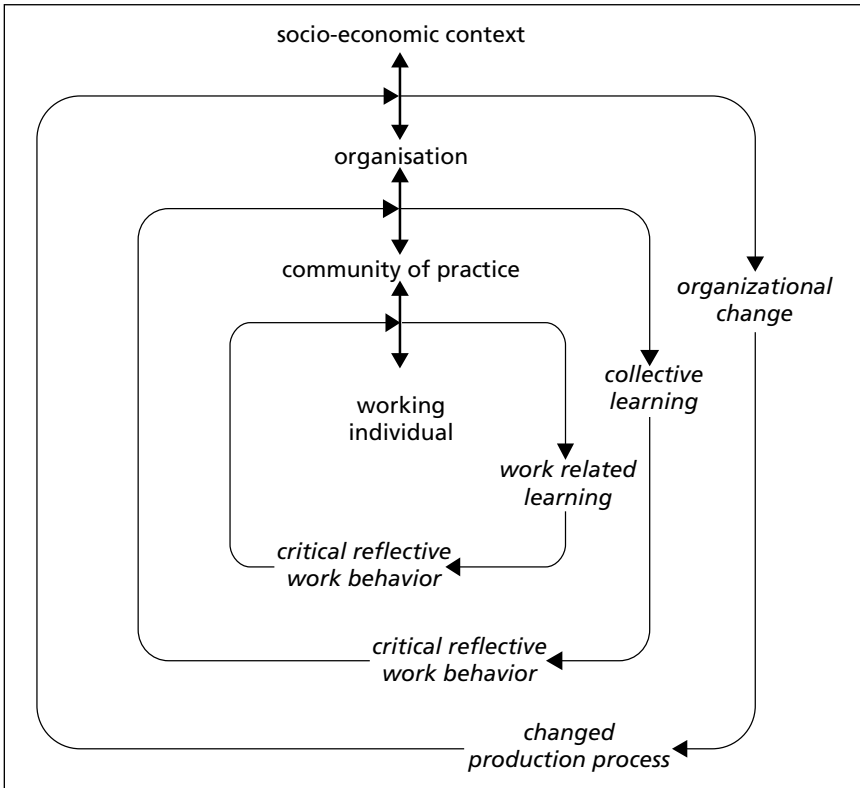 socio-economic context
organisation
community of practice
organizational
change
collective
learning
working
individual
work related
learning
critical reflective
work behavior
critical reflective
work behavior
changed
production process